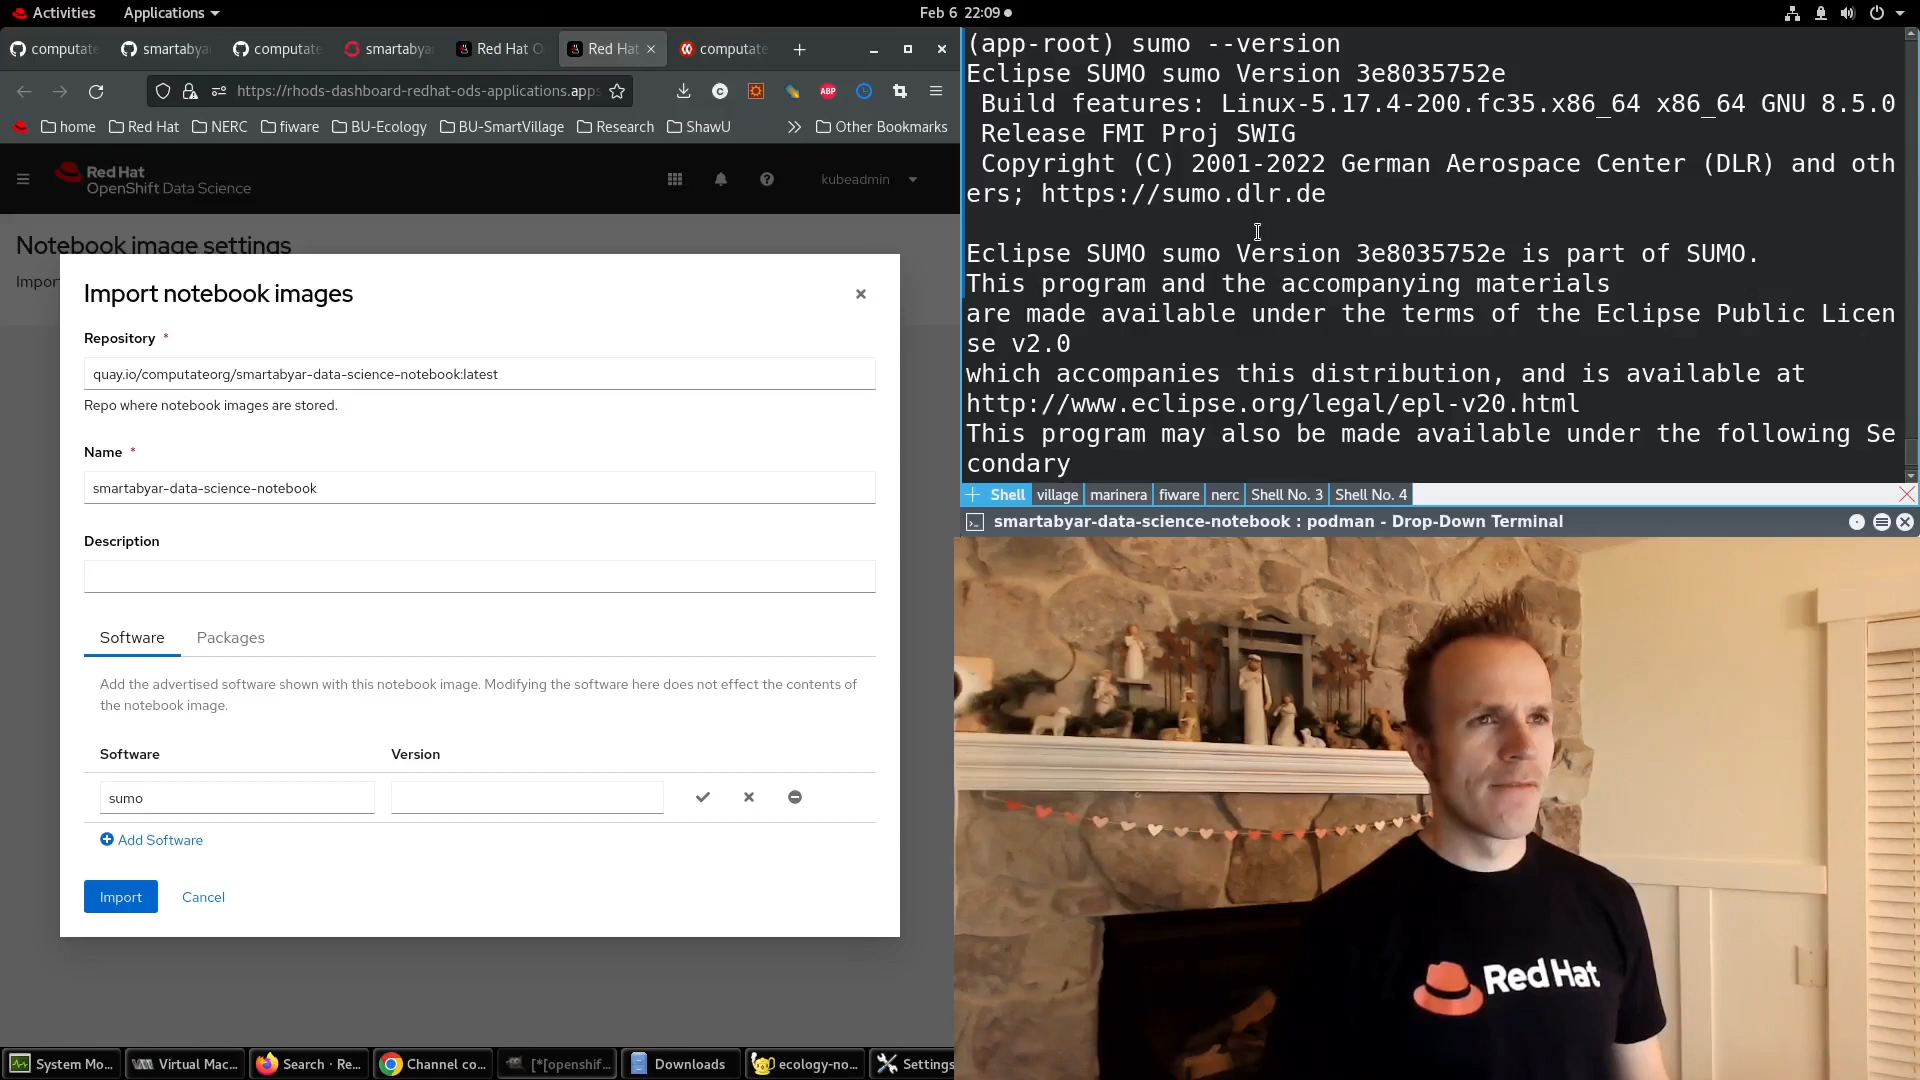 Activities
Applications
Feb 6 22:09
computate
smartabya
computate
smartabya
Red Hat O
Red Hat
computate
https://rhods-dashboard-redhat-ods-applications.apps
ABP
home
Red Hat
NERC
fiware
BU-Ecology
BU-SmartVillage
Research
ShawU
Other Bookmarks
Red Hat
OpenShift Data Science
kubeadmin
Notebook image settings
Impor
Import notebook images
Repository *
quay.io/computateorg/smartabyar-data-science-notebook:latest
Repo where notebook images are stored.
Name *
smartabyar-data-science-notebook
Description
Software
Packages
Add the advertised software shown with this notebook image. Modifying the software here does not effect the contents of
the notebook image.
Software
Version
sumo
Add Software
Import
Cancel
(app-root) sumo --version
Eclipse SUMO sumo Version 3e8035752e
Build features: Linux-5.17.4-200.fc35.x86_64 x86_64 GNU 8.5.0
Release FMI Proj SWIG
Copyright (C) 2001-2022 German Aerospace Center (DLR) and oth
ers; https://sumo.dlr.de
Eclipse SUMO sumo Version 3e8035752e is part of SUMO.
This program and the accompanying materials
are made available under the terms of the Eclipse Public Licen
se v2.0
which accompanies this distribution, and is available at
http://www.eclipse.org/legal/epl-v20.html
This program may also be made available under the following Se
condary
Shell
village
marinera
fiware
nerc
Shell No. 3
Shell No. 4
smartabyar-data-science-notebook : podman - Drop-Down Terminal
Red Hat
System Mo...
Virtual Mac...
Search · Re...
Channel co...
[*[openshif...
Downloads
ecology-no...
Settings